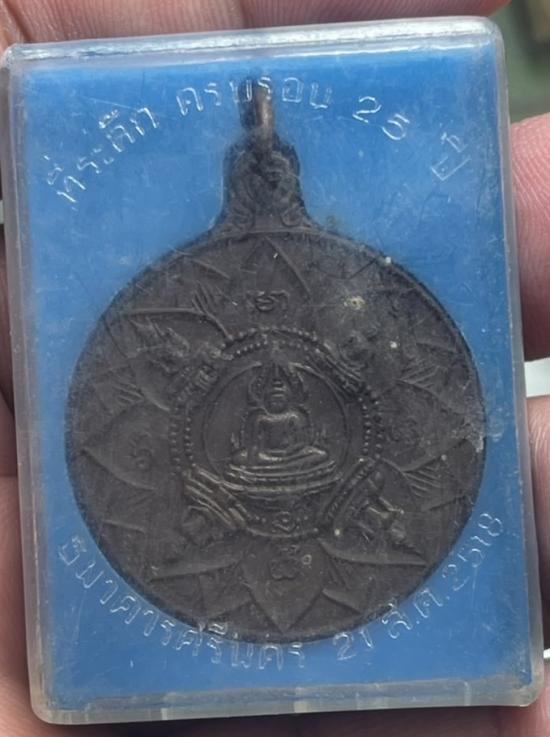 ที่ระลึก ครบรอบ 25 ปี
ธนาคารศรีนคร 21 ส.ค. 2518